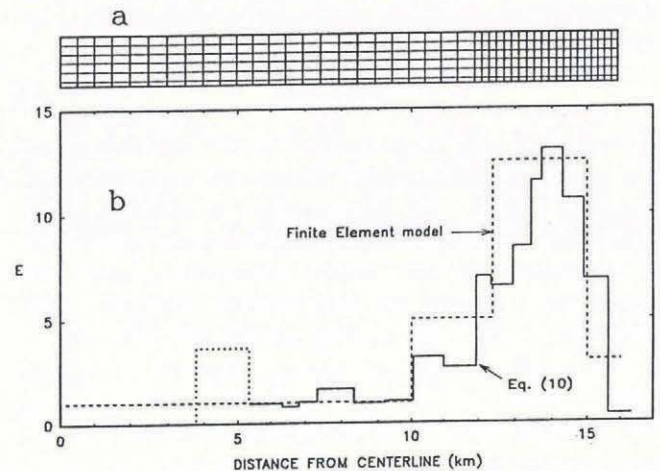 a
15
b
10
Finite Element model
E
5
Eq. (10)
0
0 5 10 15
DISTANCE FROM CENTERLINE (km)